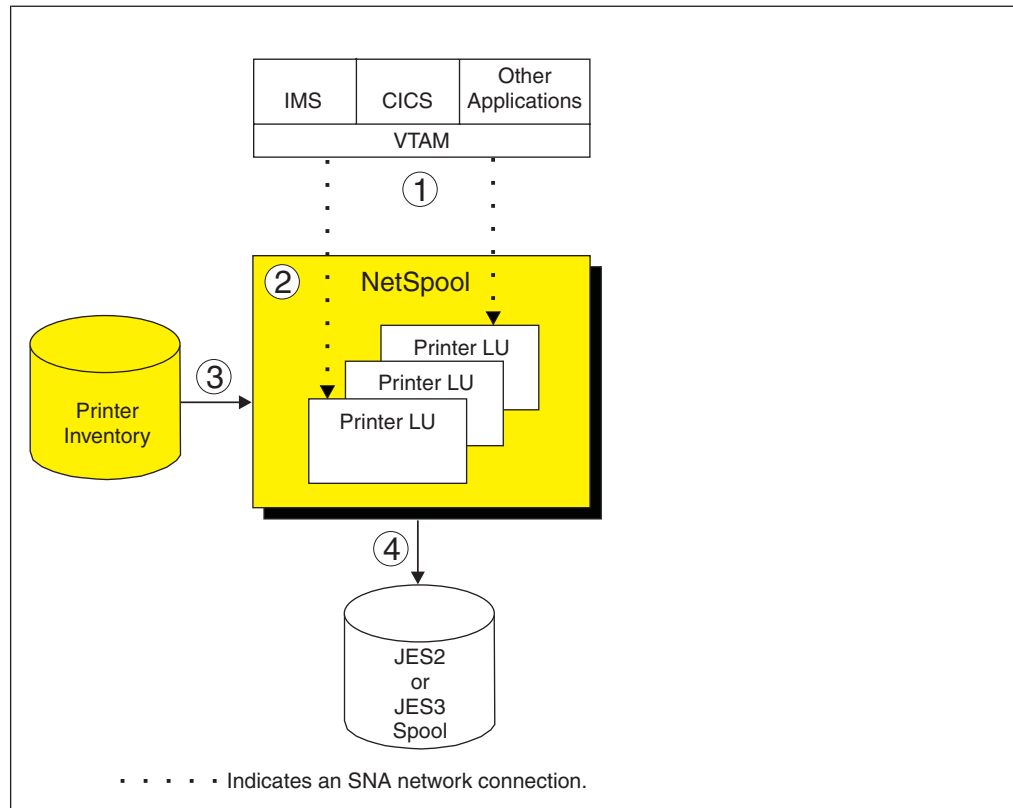 IMS
CICS
Other
Applications
VTAM
1
2
NetSpool
Printer LU
Printer LU
Printer LU
3
Printer
Inventory
4
JES2
or
JES3
Spool
. . . . . Indicates an SNA network connection.